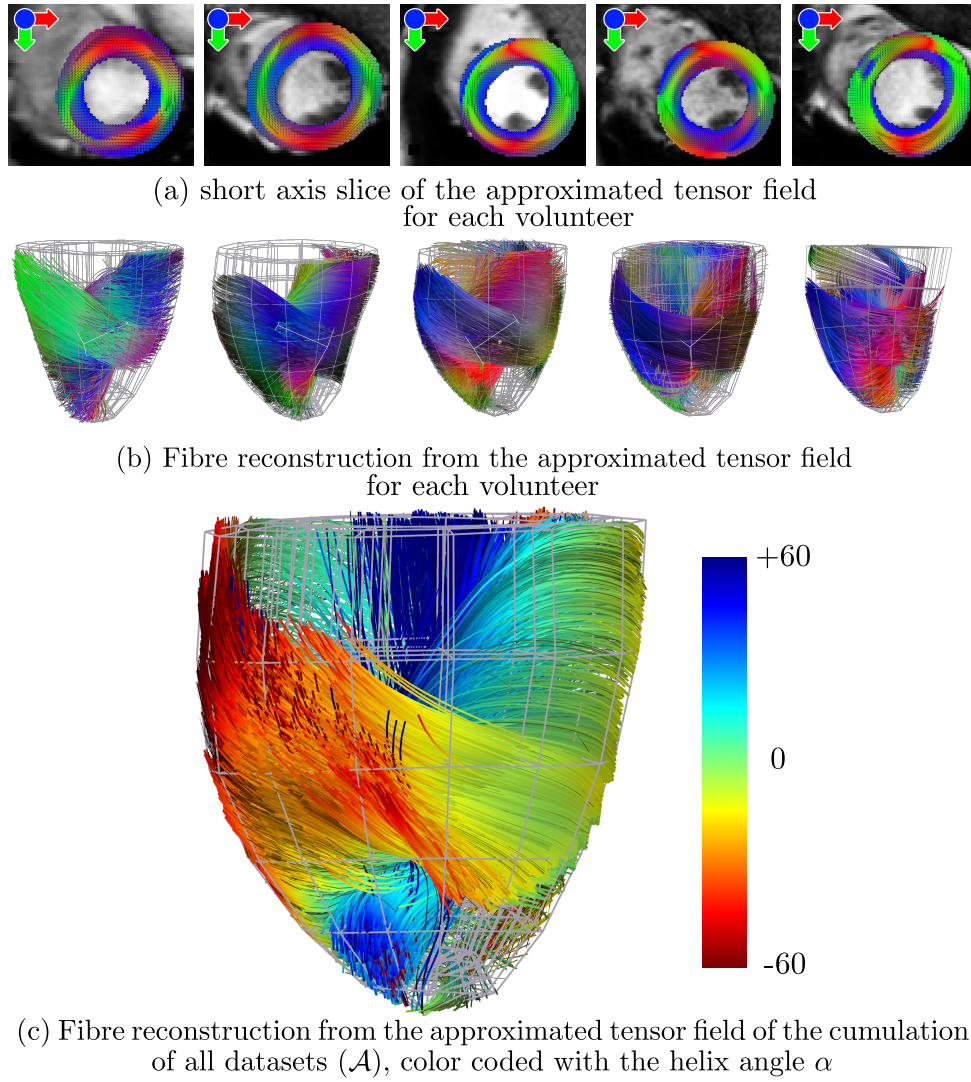 (a) short axis slice of the approximated tensor field
for each volunteer
(b) Fibre reconstruction from the approximated tensor field
for each volunteer
+60
0
-60
(c) Fibre reconstruction from the approximated tensor field of the cumulation
of all datasets (𝒜), color coded with the helix angle α